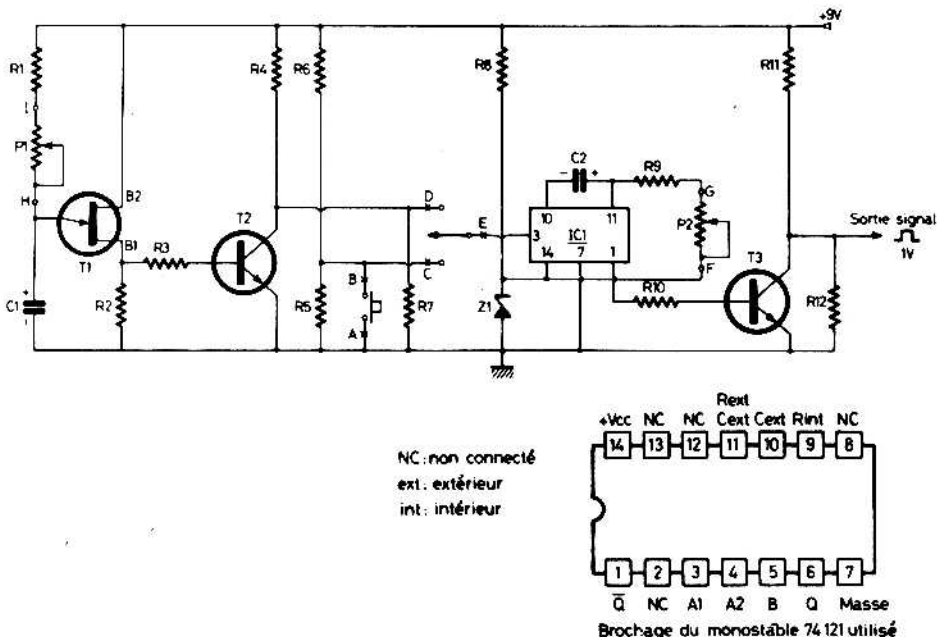 +9V
R1
R4
R6
R8
R11
I
P1
H
B2
B1
T1
R3
T2
C1
+
-
R2
R5
R7
D
E
C
B
A
C2
-
+
R9
G
P2
F
10
11
3
IC1
14
7
1
R10
Z1
T3
R12
Sortie signal
1V
NC: non connecté
ext: extérieur
int: intérieur
Rext
+Vcc NC NC Cext Cext Rint NC
14 13 12 11 10 9 8
1 2 3 4 5 6 7
Q NC A1 A2 B Q Masse
Brochage du monostable 74 121 utilisé